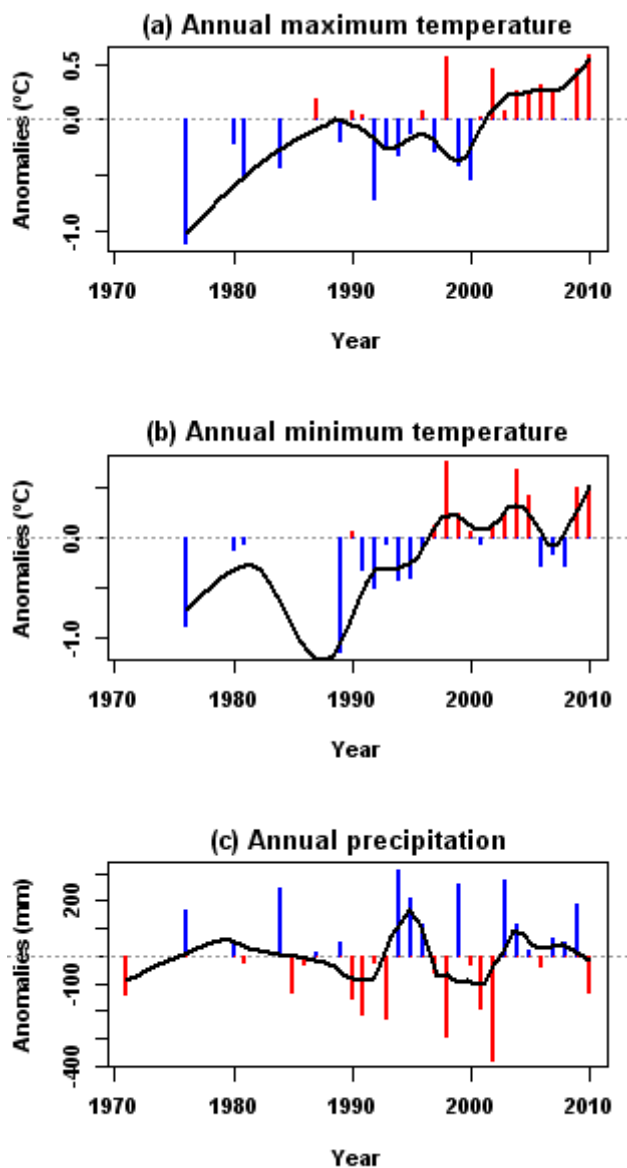 (a) Annual maximum temperature
Anomalies (ºC)
0.5
0.0
-1.0
1970 1980 1990 2000 2010
Year
(b) Annual minimum temperature
Anomalies (ºC)
0.0
-1.0
1970 1980 1990 2000 2010
Year
(c) Annual precipitation
Anomalies (mm)
200
-100
-400
1970 1980 1990 2000 2010
Year